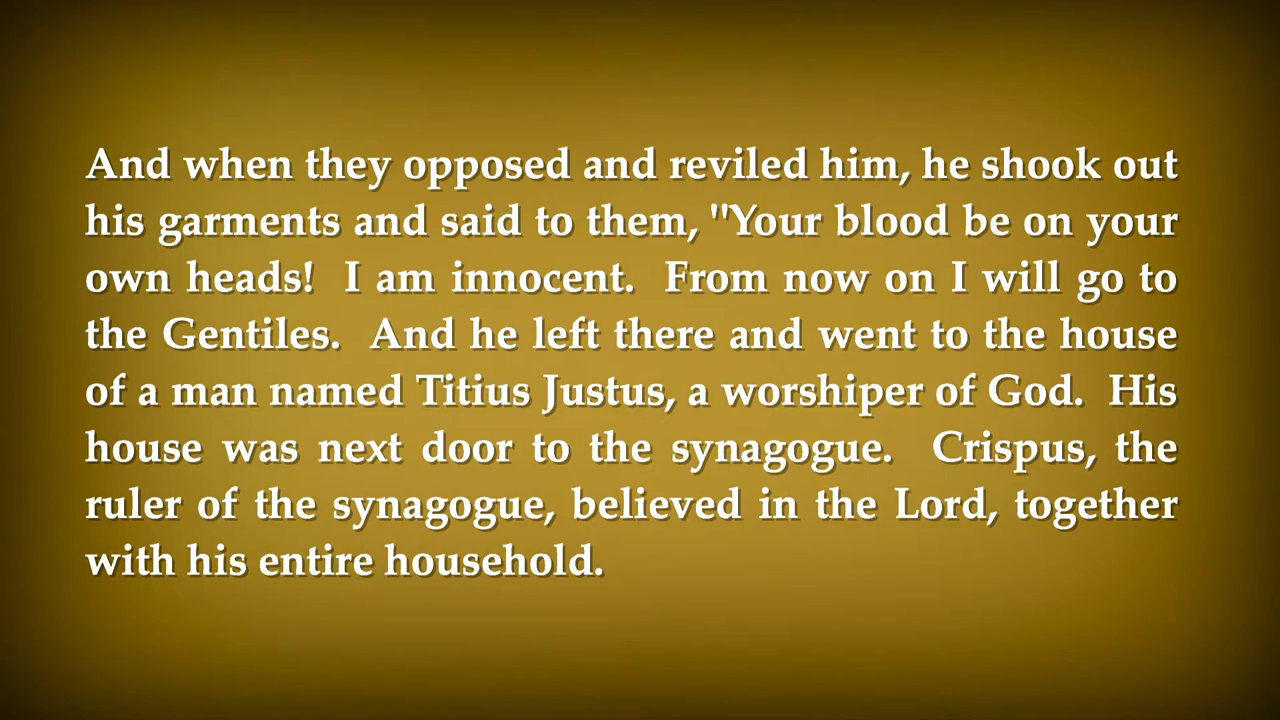 And when they opposed and reviled him, he shook out
his garments and said to them, "Your blood be on your
own heads!  I am innocent.  From now on I will go to
the Gentiles.  And he left there and went to the house
of a man named Titius Justus, a worshiper of God.  His
house was next door to the synagogue.  Crispus, the
ruler of the synagogue, believed in the Lord, together
with his entire household.